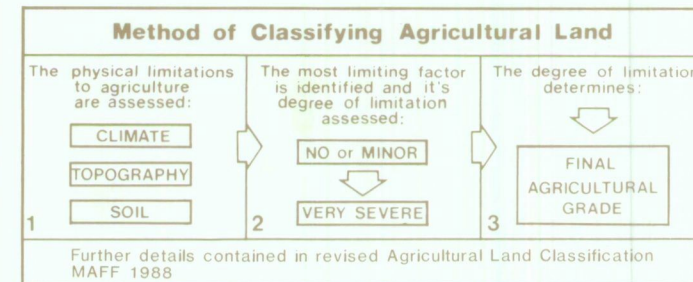 Method of Classifying Agricultural Land
The physical limitations
to agriculture
are assessed:
CLIMATE
TOPOGRAPHY
SOIL
1
The most limiting factor
is identified and it's
degree of limitation
assessed:
NO or MINOR
VERY SEVERE
2
The degree of limitation
determines:
FINAL
AGRICULTURAL
GRADE
3
Further details contained in revised Agricultural Land Classification
MAFF 1988